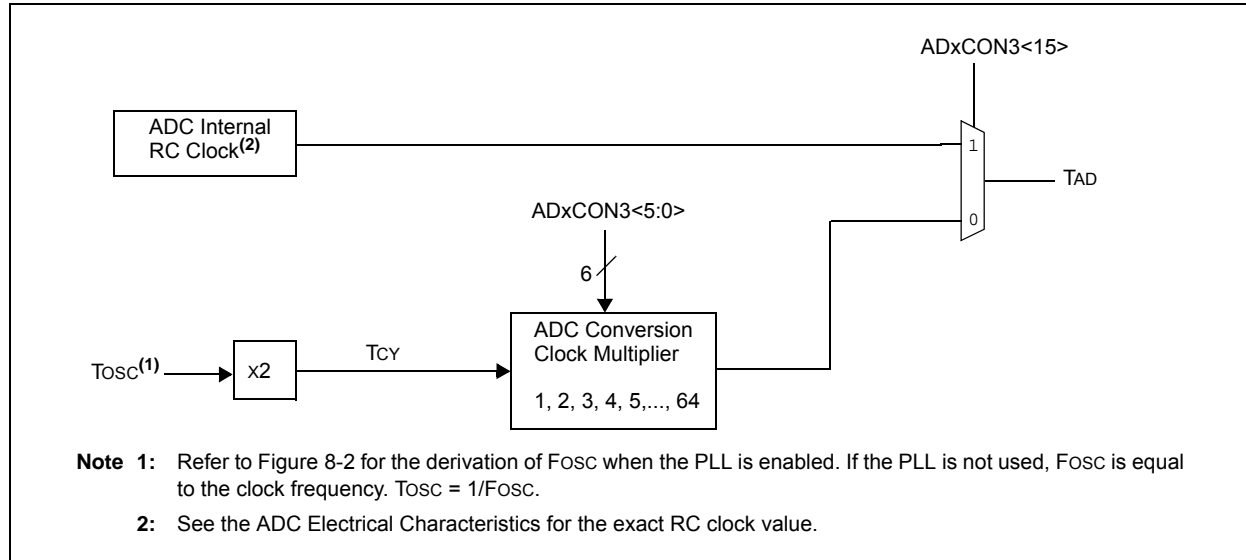 ADxCON3<15>
ADC Internal
RC Clock(2)
1
TAD
0
ADxCON3<5:0>
6
ADC Conversion
Clock Multiplier
1, 2, 3, 4, 5,..., 64
TOSC(1)
x2
TCY
Note 1: Refer to Figure 8-2 for the derivation of FOSC when the PLL is enabled. If the PLL is not used, FOSC is equal
to the clock frequency. TOSC = 1/FOSC.
2: See the ADC Electrical Characteristics for the exact RC clock value.